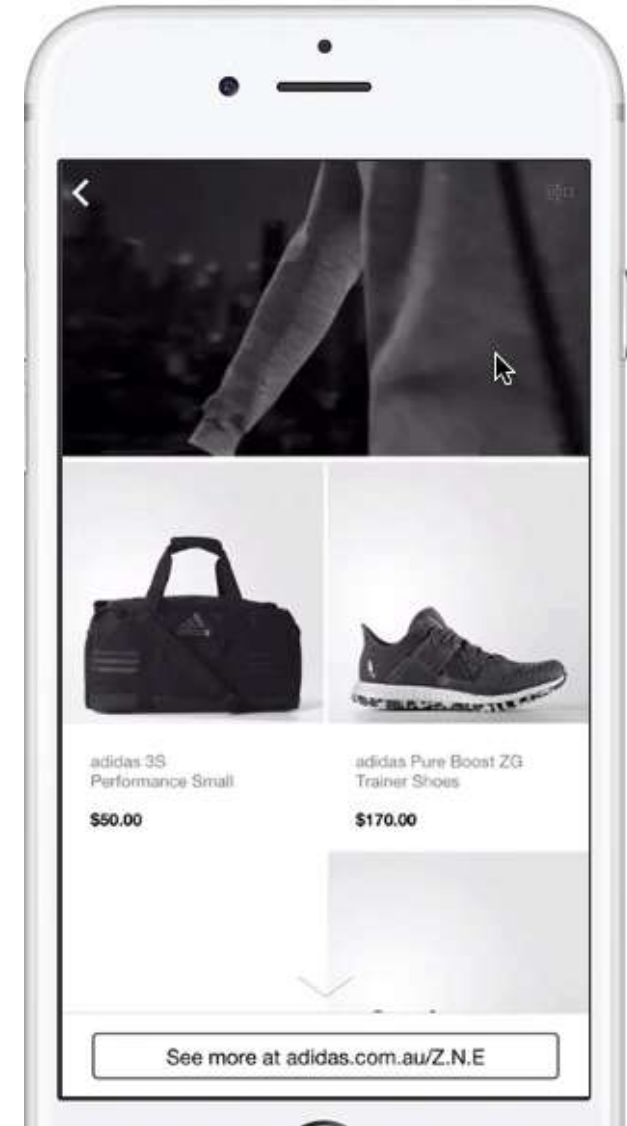 adidas 3S
Performance Small
$50.00
adidas Pure Boost ZG
Trainer Shoes
$170.00
See more at adidas.com.au/Z.N.E